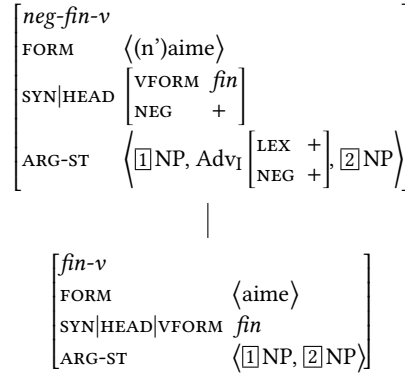 neg-fin-v
FORM ⟨(n’)aime⟩
SYN|HEAD [VFORM fin
NEG +]
ARG-ST ⟨[1]NP, Adv_I [LEX +
NEG +], [2]NP⟩
fin-v
FORM ⟨aime⟩
SYN|HEAD|VFORM fin
ARG-ST ⟨[1]NP, [2]NP⟩